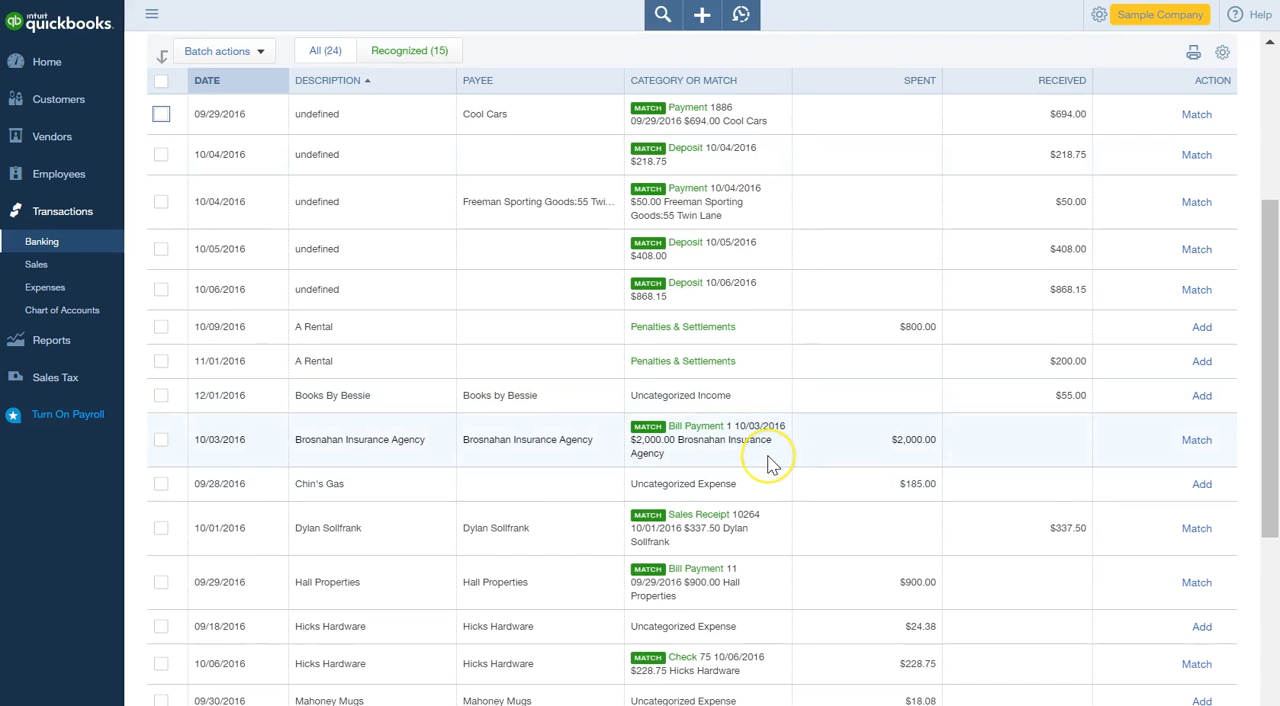 intuit
quickbooks.
Sample Company
Help
Home
Customers
Vendors
Employees
Transactions
Banking
Sales
Expenses
Chart of Accounts
Reports
Sales Tax
Turn On Payroll
Batch actions
All (24)
Recognized (15)
DATE DESCRIPTION PAYEE CATEGORY OR MATCH SPENT RECEIVED ACTION
09/29/2016 undefined Cool Cars MATCH Payment 1886 $694.00 Match
09/29/2016 $694.00 Cool Cars
10/04/2016 undefined MATCH Deposit 10/04/2016 $218.75 Match
$218.75
10/04/2016 undefined Freeman Sporting Goods:55 Twi... MATCH Payment 10/04/2016 $50.00 Match
$50.00 Freeman Sporting
Goods:55 Twin Lane
10/05/2016 undefined MATCH Deposit 10/05/2016 $408.00 Match
$408.00
10/06/2016 undefined MATCH Deposit 10/06/2016 $868.15 Match
$868.15
10/09/2016 A Rental Penalties & Settlements $800.00 Add
11/01/2016 A Rental Penalties & Settlements $200.00 Add
12/01/2016 Books By Bessie Books by Bessie Uncategorized Income $55.00 Add
10/03/2016 Brosnahan Insurance Agency Brosnahan Insurance Agency MATCH Bill Payment 1 10/03/2016 $2,000.00 Match
$2,000.00 Brosnahan Insurance
Agency
09/28/2016 Chin's Gas Uncategorized Expense $185.00 Add
10/01/2016 Dylan Sollfrank Dylan Sollfrank MATCH Sales Receipt 10264 $337.50 Match
10/01/2016 $337.50 Dylan
Sollfrank
09/29/2016 Hall Properties Hall Properties MATCH Bill Payment 11 $900.00 Match
09/29/2016 $900.00 Hall
Properties
09/18/2016 Hicks Hardware Hicks Hardware Uncategorized Expense $24.38 Add
10/06/2016 Hicks Hardware Hicks Hardware MATCH Check 75 10/06/2016 $228.75 Match
$228.75 Hicks Hardware
09/30/2016 Mahoney Mugs Mahoney Mugs Uncategorized Expense $18.08 Add